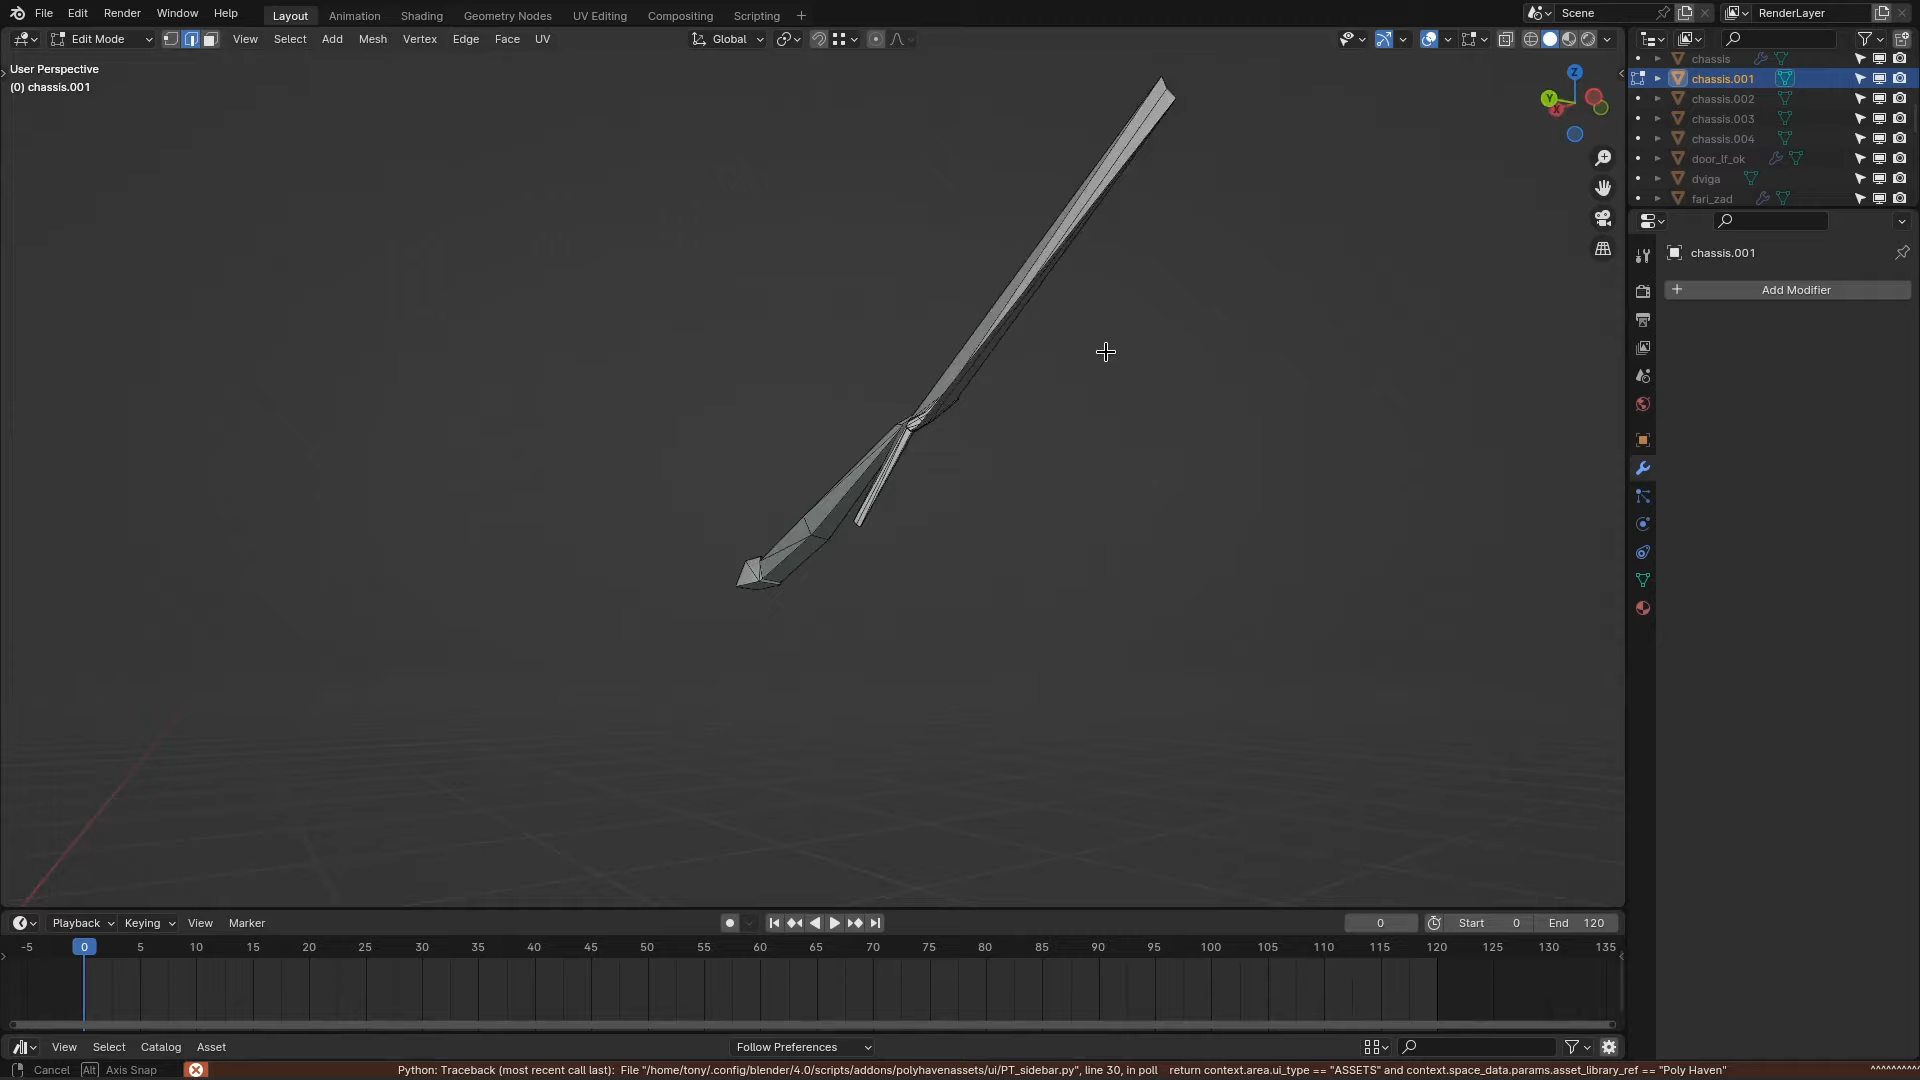 File Edit Render Window Help Layout Animation Shading Geometry Nodes UV Editing Compositing Scripting + Scene RenderLayer
Edit Mode View Select Add Mesh Vertex Edge Face UV Global
User Perspective
(0) chassis.001
Z
Y
X
chassis
chassis.001
chassis.002
chassis.003
chassis.004
door_lf_ok
dviga
fari_zad
chassis.001
+ Add Modifier
Playback Keying View Marker 0 Start 0 End 120
-5 0 5 10 15 20 25 30 35 40 45 50 55 60 65 70 75 80 85 90 95 100 105 110 115 120 125 130 135
View Select Catalog Asset Follow Preferences
Cancel Alt Axis Snap Python: Traceback (most recent call last): File "/home/tony/.config/blender/4.0/scripts/addons/polyhavenassets/ui/PT_sidebar.py", line 30, in poll return context.area.ui_type == "ASSETS" and context.space_data.params.asset_library_ref == "Poly Haven"